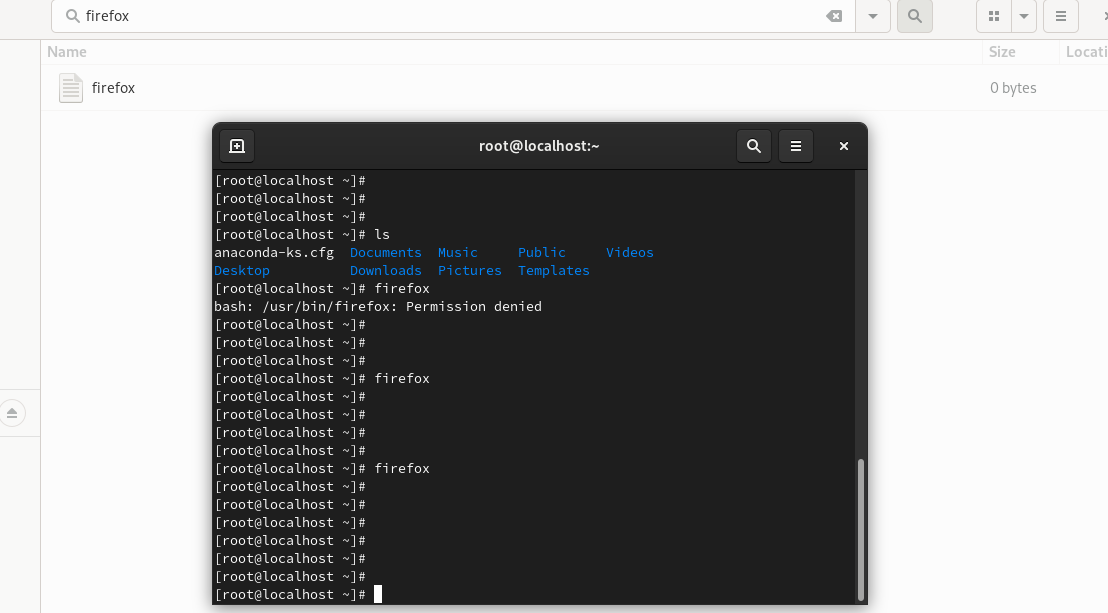 firefox
Name Size Locati
firefox 0 bytes
root@localhost:~
[root@localhost ~]#
[root@localhost ~]#
[root@localhost ~]#
[root@localhost ~]# ls
anaconda-ks.cfg Documents Music Public Videos
Desktop Downloads Pictures Templates
[root@localhost ~]# firefox
bash: /usr/bin/firefox: Permission denied
[root@localhost ~]#
[root@localhost ~]#
[root@localhost ~]#
[root@localhost ~]# firefox
[root@localhost ~]#
[root@localhost ~]#
[root@localhost ~]#
[root@localhost ~]#
[root@localhost ~]# firefox
[root@localhost ~]#
[root@localhost ~]#
[root@localhost ~]#
[root@localhost ~]#
[root@localhost ~]#
[root@localhost ~]#
[root@localhost ~]#